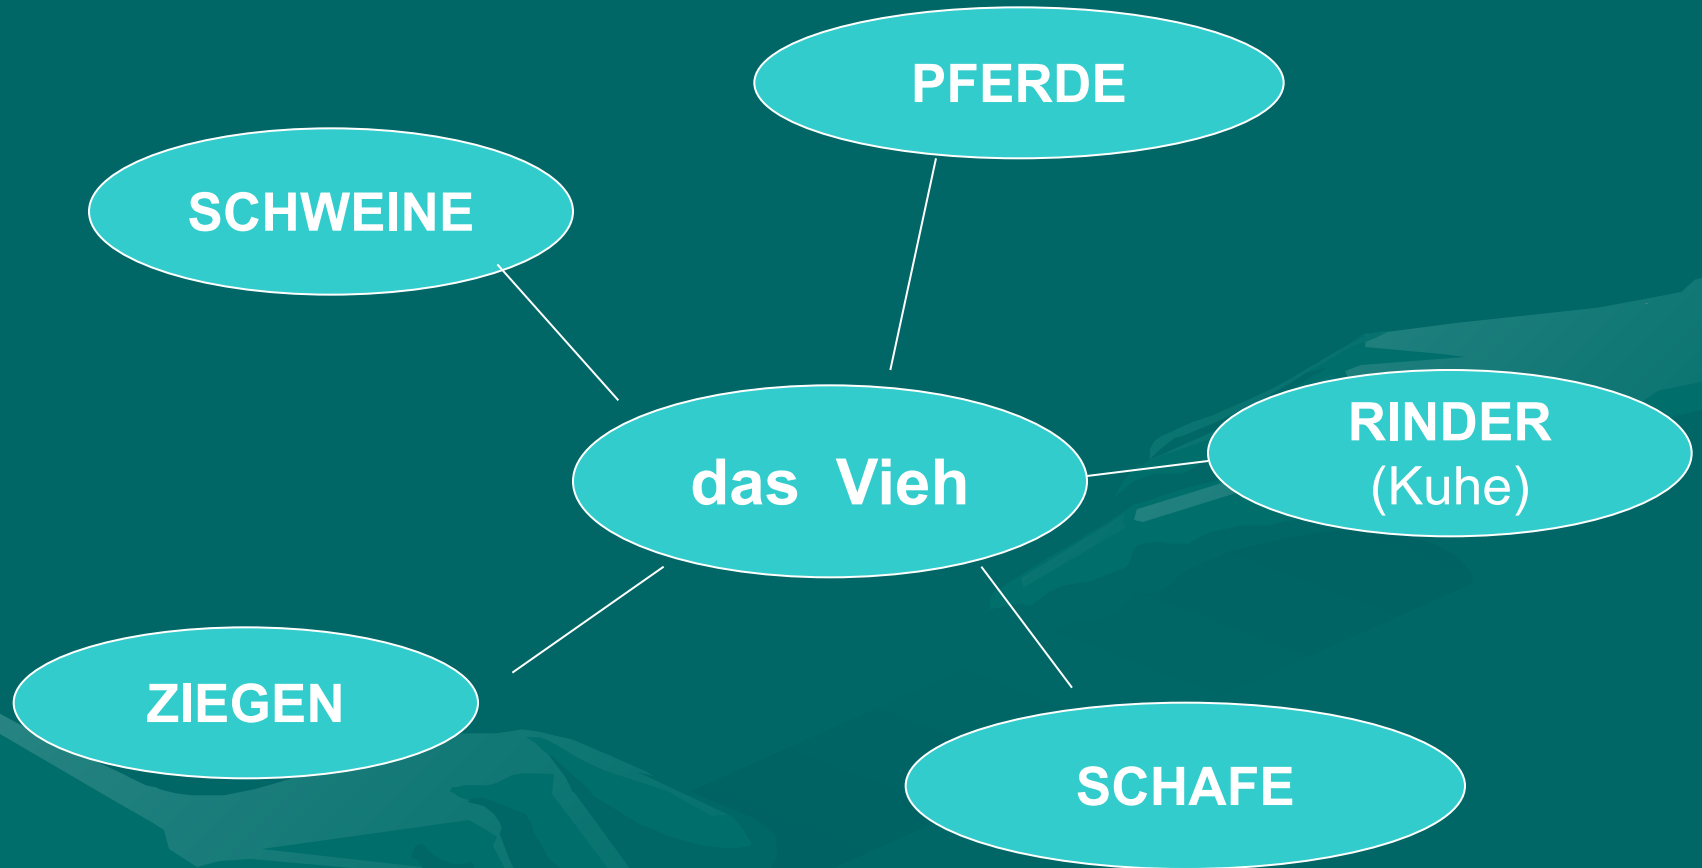 PFERDE
SCHWEINE
RINDER
(Kuhe)
das Vieh
ZIEGEN
SCHAFE